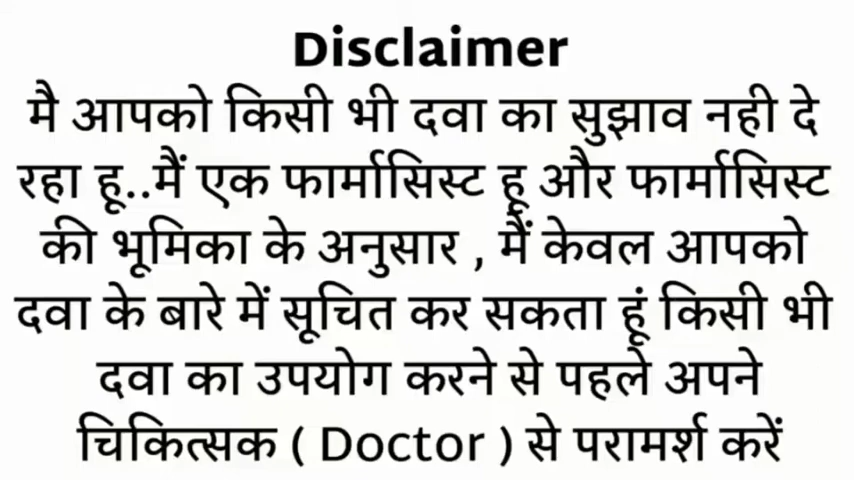 Disclaimer
मै आपको किसी भी दवा का सुझाव नही दे
रहा हू..मैं एक फार्मासिस्ट हू और फार्मासिस्ट
की भूमिका के अनुसार , मैं केवल आपको
दवा के बारे में सूचित कर सकता हूं किसी भी
दवा का उपयोग करने से पहले अपने
चिकित्सक ( Doctor ) से परामर्श करें